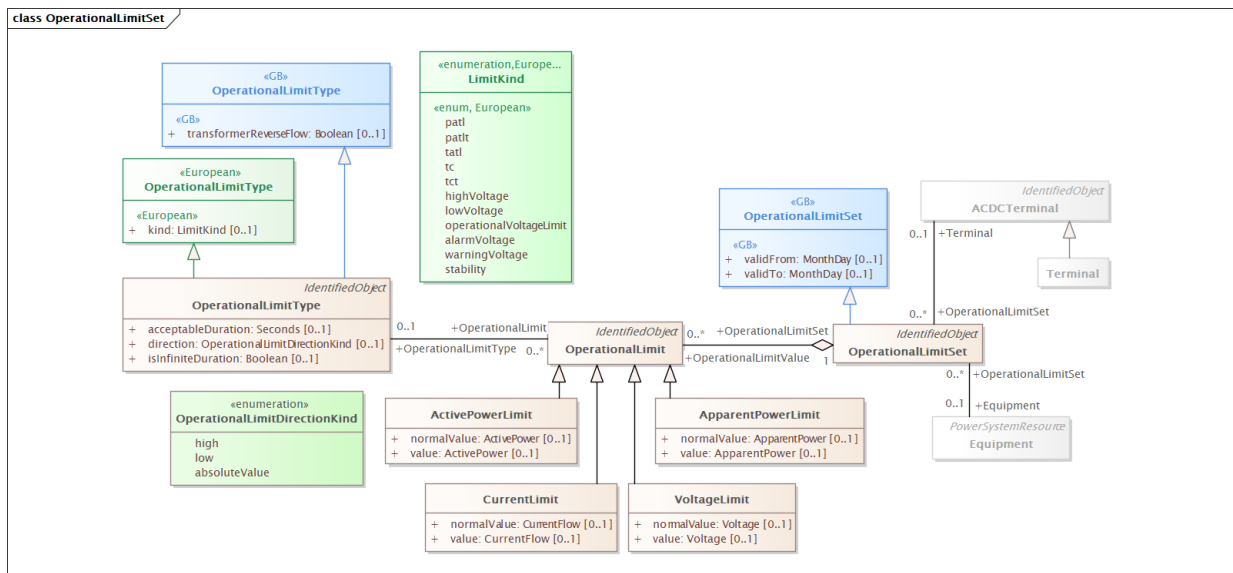 class OperationalLimitSet
«GB»
OperationalLimitType
«GB»
+ transformerReverseFlow: Boolean [0..1]
«European»
OperationalLimitType
«European»
+ kind: LimitKind [0..1]
IdentifiedObject
OperationalLimitType
+ acceptableDuration: Seconds [0..1]
+ direction: OperationalLimitDirectionKind [0..1]
+ isInfiniteDuration: Boolean [0..1]
«enumeration»
OperationalLimitDirectionKind
high
low
absoluteValue
«enumeration,Europe...
LimitKind
«enum, European»
patl
patlt
tatl
tc
tct
highVoltage
lowVoltage
operationalVoltageLimit
alarmVoltage
warningVoltage
stability
0..1
+OperationalLimit
+OperationalLimitType
0..*
IdentifiedObject
OperationalLimit
0..*
+OperationalLimitSet
+OperationalLimitValue
1
ActivePowerLimit
+ normalValue: ActivePower [0..1]
+ value: ActivePower [0..1]
ApparentPowerLimit
+ normalValue: ApparentPower [0..1]
+ value: ApparentPower [0..1]
CurrentLimit
+ normalValue: CurrentFlow [0..1]
+ value: CurrentFlow [0..1]
VoltageLimit
+ normalValue: Voltage [0..1]
+ value: Voltage [0..1]
«GB»
OperationalLimitSet
«GB»
+ validFrom: MonthDay [0..1]
+ validTo: MonthDay [0..1]
IdentifiedObject
ACDCTerminal
0..1
+Terminal
Terminal
0..*
+OperationalLimitSet
IdentifiedObject
OperationalLimitSet
0..*
+OperationalLimitSet
0..1
+Equipment
PowerSystemResource
Equipment